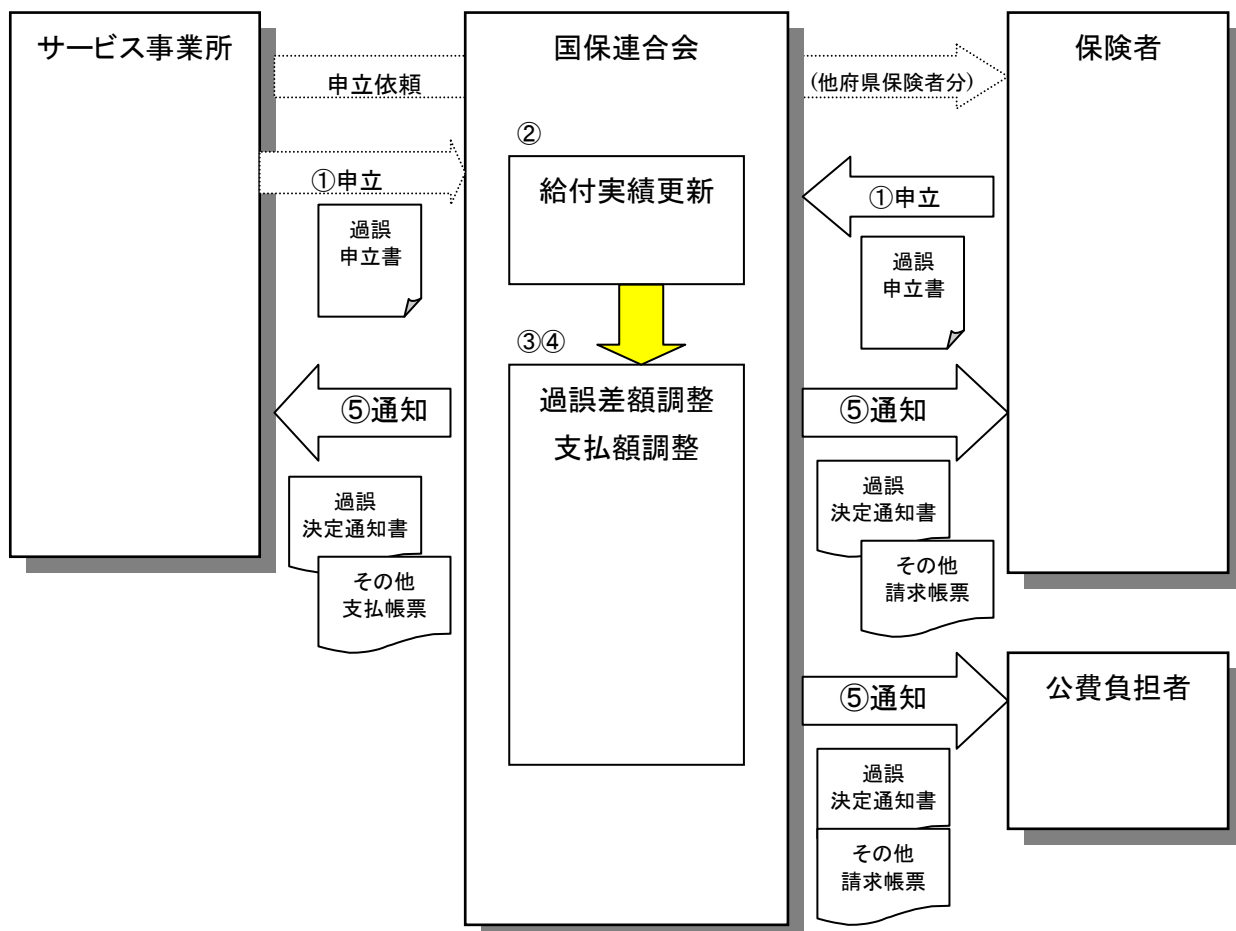 サービス事業所
国保連合会
保険者
申立依頼
(他府県保険者分)
②
①申立
給付実績更新
①申立
過誤
申立書
過誤
申立書
③④
過誤差額調整
支払額調整
⑤通知
⑤通知
過誤
決定通知書
その他
支払帳票
過誤
決定通知書
その他
請求帳票
⑤通知
公費負担者
過誤
決定通知書
その他
請求帳票